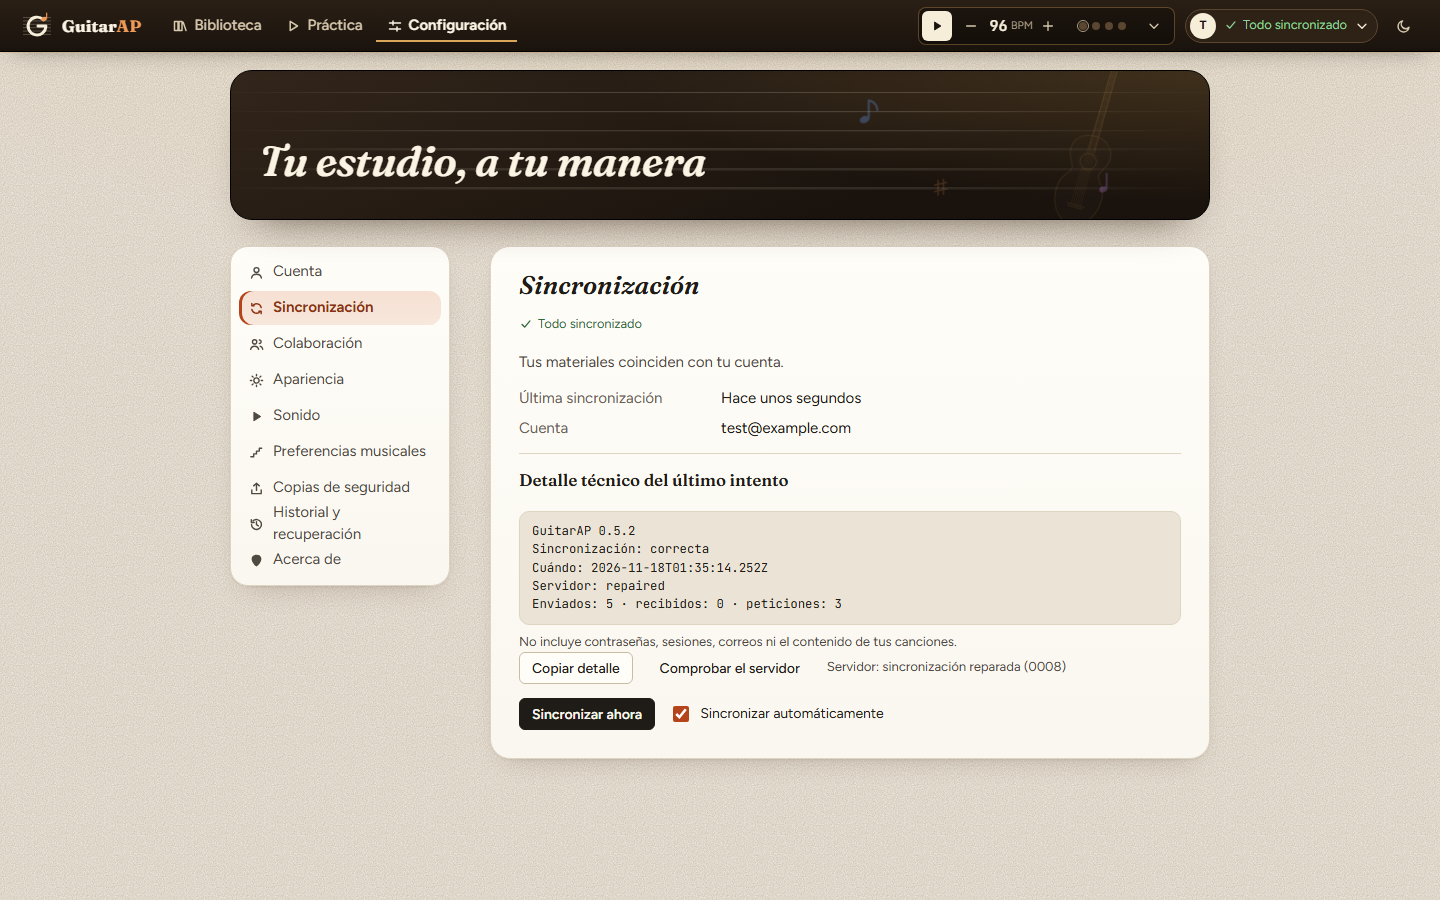 GuitarAP
Biblioteca
Práctica
Configuración
96 BPM
T
Todo sincronizado
Tu estudio, a tu manera
Cuenta
Sincronización
Colaboración
Apariencia
Sonido
Preferencias musicales
Copias de seguridad
Historial y
recuperación
Acerca de
Sincronización
Todo sincronizado
Tus materiales coinciden con tu cuenta.
Última sincronización Hace unos segundos
Cuenta test@example.com
Detalle técnico del último intento
GuitarAP 0.5.2
Sincronización: correcta
Cuándo: 2026-11-18T01:35:14.252Z
Servidor: repaired
Enviados: 5 · recibidos: 0 · peticiones: 3
No incluye contraseñas, sesiones, correos ni el contenido de tus canciones.
Copiar detalle Comprobar el servidor Servidor: sincronización reparada (0008)
Sincronizar ahora Sincronizar automáticamente